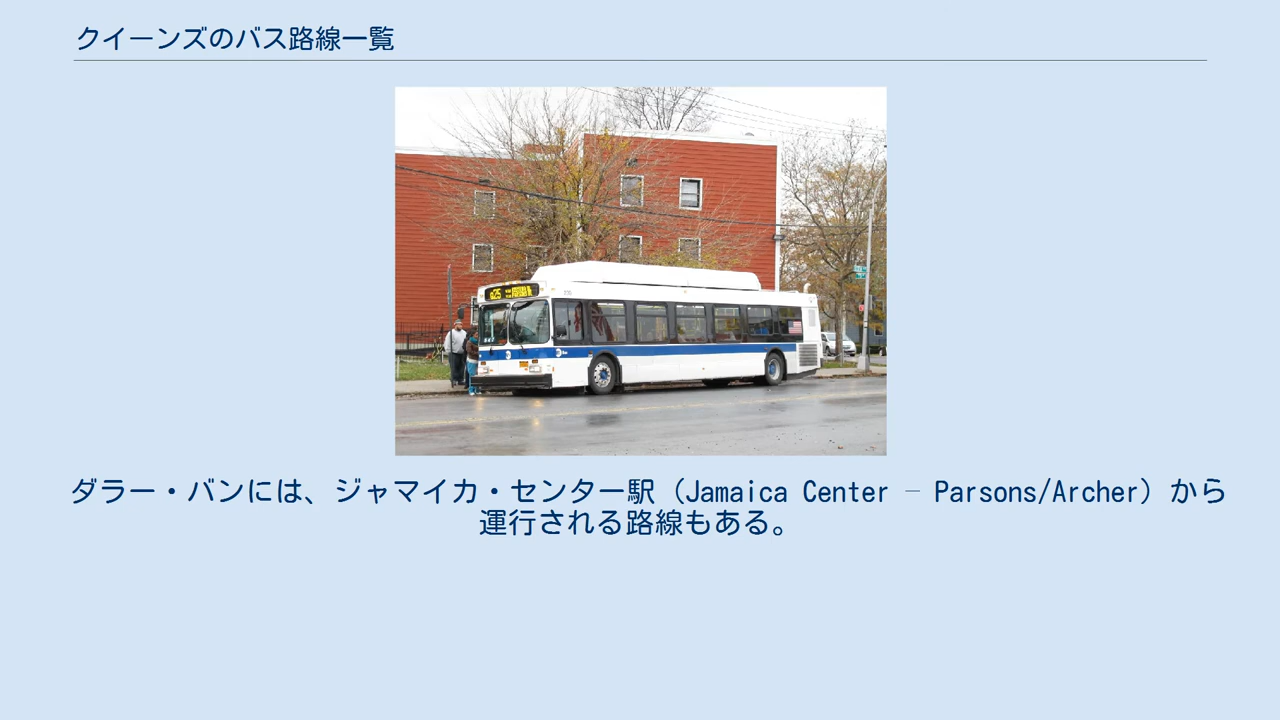 クイーンズのバス路線一覧
Q25
ダラー・バンには、ジャマイカ・センター駅（Jamaica Center – Parsons/Archer）から
運行される路線もある。